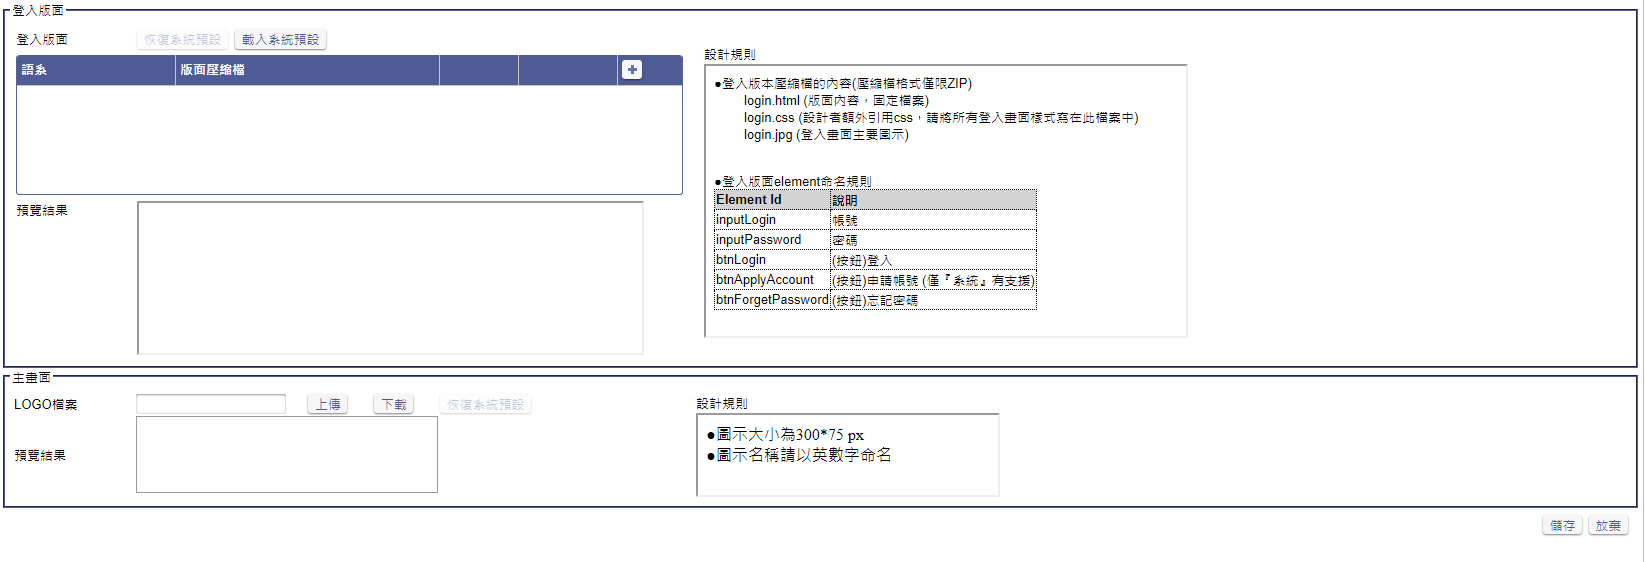 登入版面
登入版面 恢復系統預設 載入系統預設
語系 版面壓縮檔
預覽結果
設計規則
●登入版本壓縮檔的內容(壓縮檔格式僅限ZIP)
login.html (版面內容，固定檔案)
login.css (設計者額外引用css，請將所有登入畫面樣式寫在此檔案中)
login.jpg (登入畫面主要圖示)
●登入版面element命名規則
Element Id 說明
inputLogin 帳號
inputPassword 密碼
btnLogin (按鈕)登入
btnApplyAccount (按鈕)申請帳號 (僅『系統』有支援)
btnForgetPassword (按鈕)忘記密碼
主畫面
LOGO檔案 上傳 下載 恢復系統預設
預覽結果
設計規則
●圖示大小為300*75 px
●圖示名稱請以英數字命名
儲存 放棄